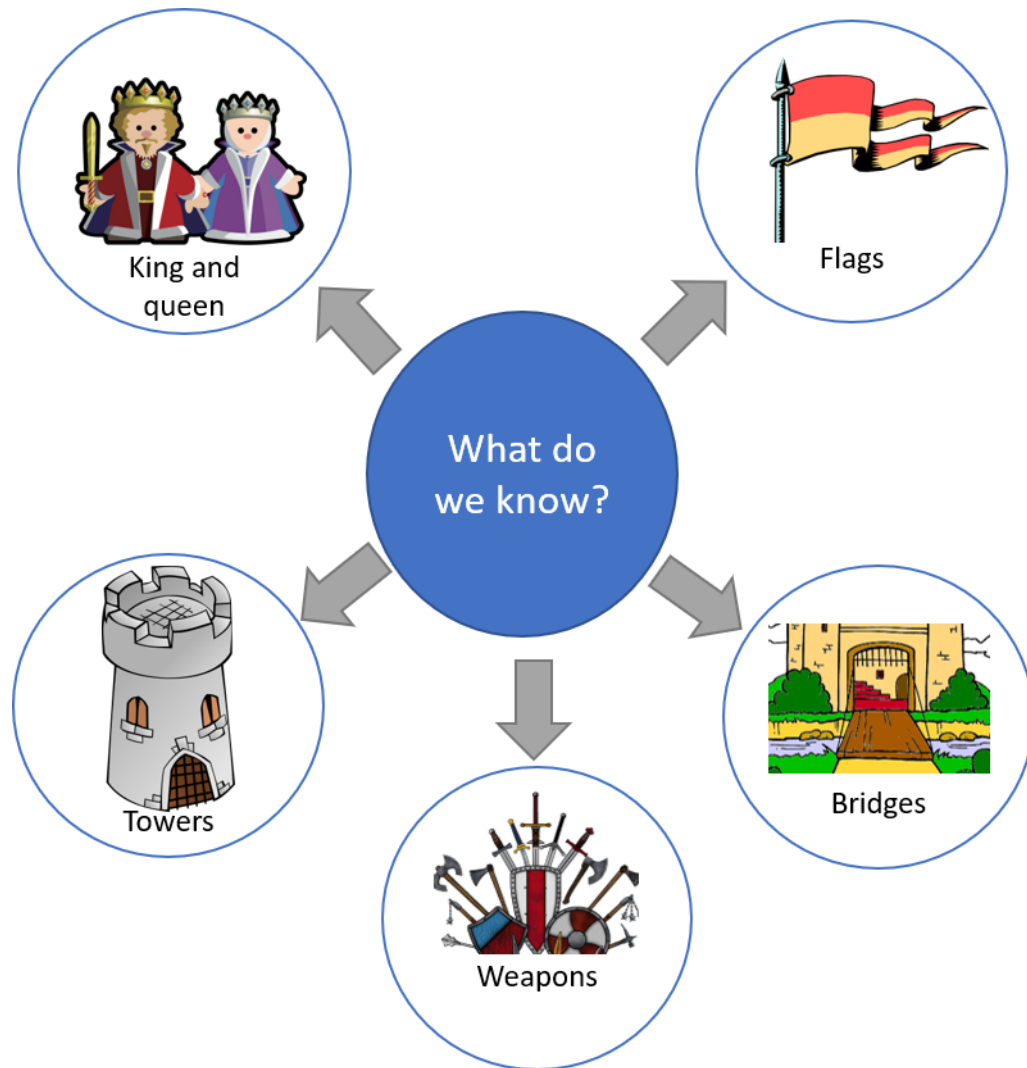 King and
queen
Flags
What do
we know?
Towers
Bridges
Weapons